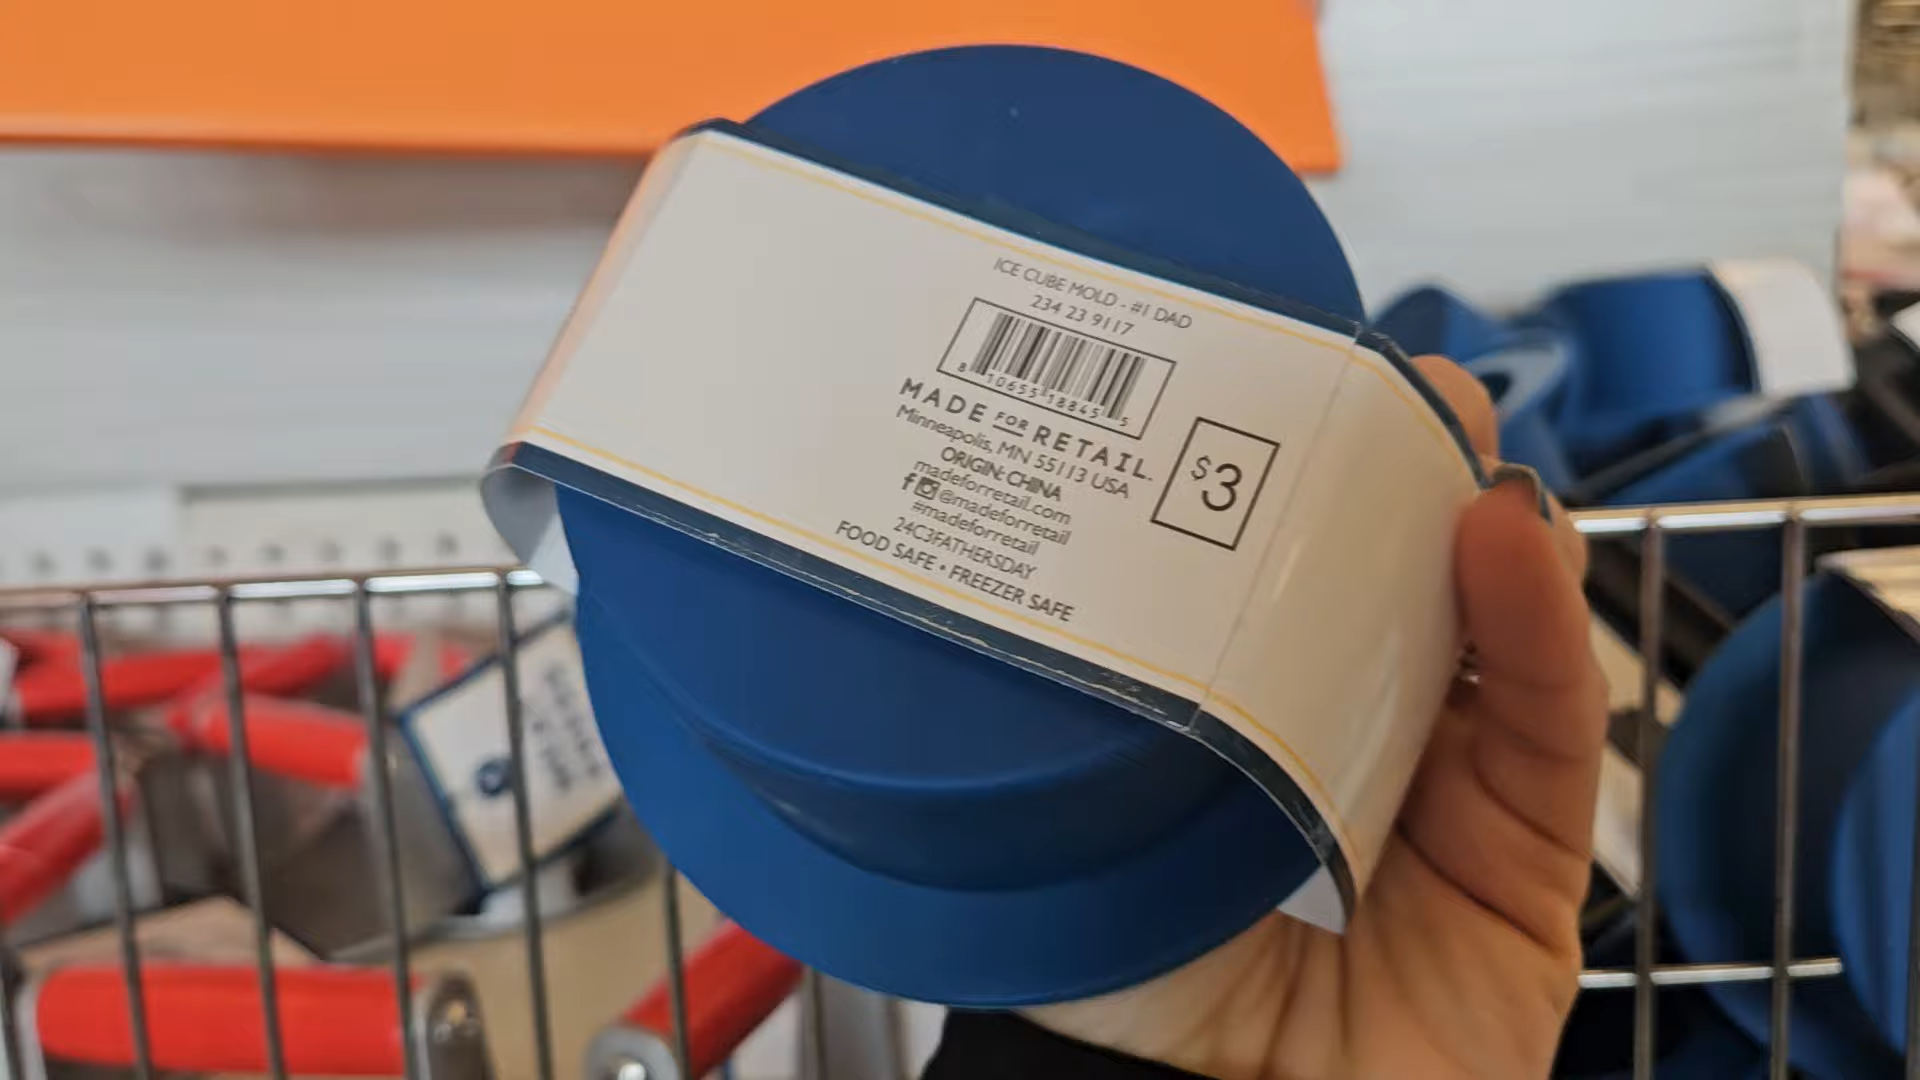 ICE CUBE MOLD - #1 DAD
234 23 9117
8 10655 18845 5
MADE FOR RETAIL.
Minneapolis, MN 55113 USA
ORIGIN: CHINA
madeforretail.com
@madeforretail
#madeforretail
24C3FATHERSDAY
FOOD SAFE • FREEZER SAFE
$3